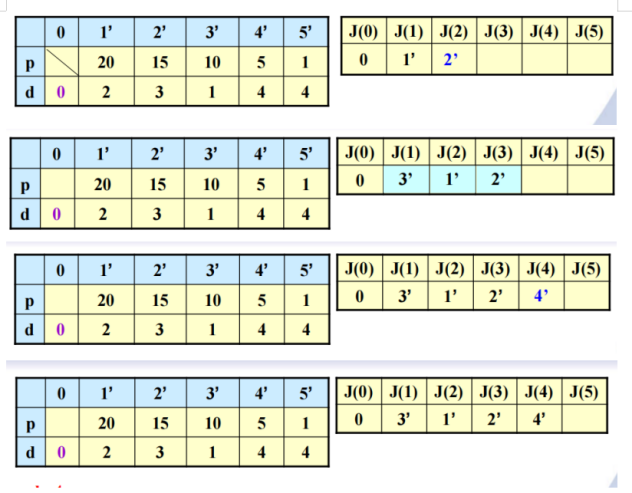 0 1’ 2’ 3’ 4’ 5’
p 20 15 10 5 1
d 0 2 3 1 4 4
J(0) J(1) J(2) J(3) J(4) J(5)
0 1’ 2’
0 1’ 2’ 3’ 4’ 5’
p 20 15 10 5 1
d 0 2 3 1 4 4
J(0) J(1) J(2) J(3) J(4) J(5)
0 3’ 1’ 2’
0 1’ 2’ 3’ 4’ 5’
p 20 15 10 5 1
d 0 2 3 1 4 4
J(0) J(1) J(2) J(3) J(4) J(5)
0 3’ 1’ 2’ 4’
0 1’ 2’ 3’ 4’ 5’
p 20 15 10 5 1
d 0 2 3 1 4 4
J(0) J(1) J(2) J(3) J(4) J(5)
0 3’ 1’ 2’ 4’